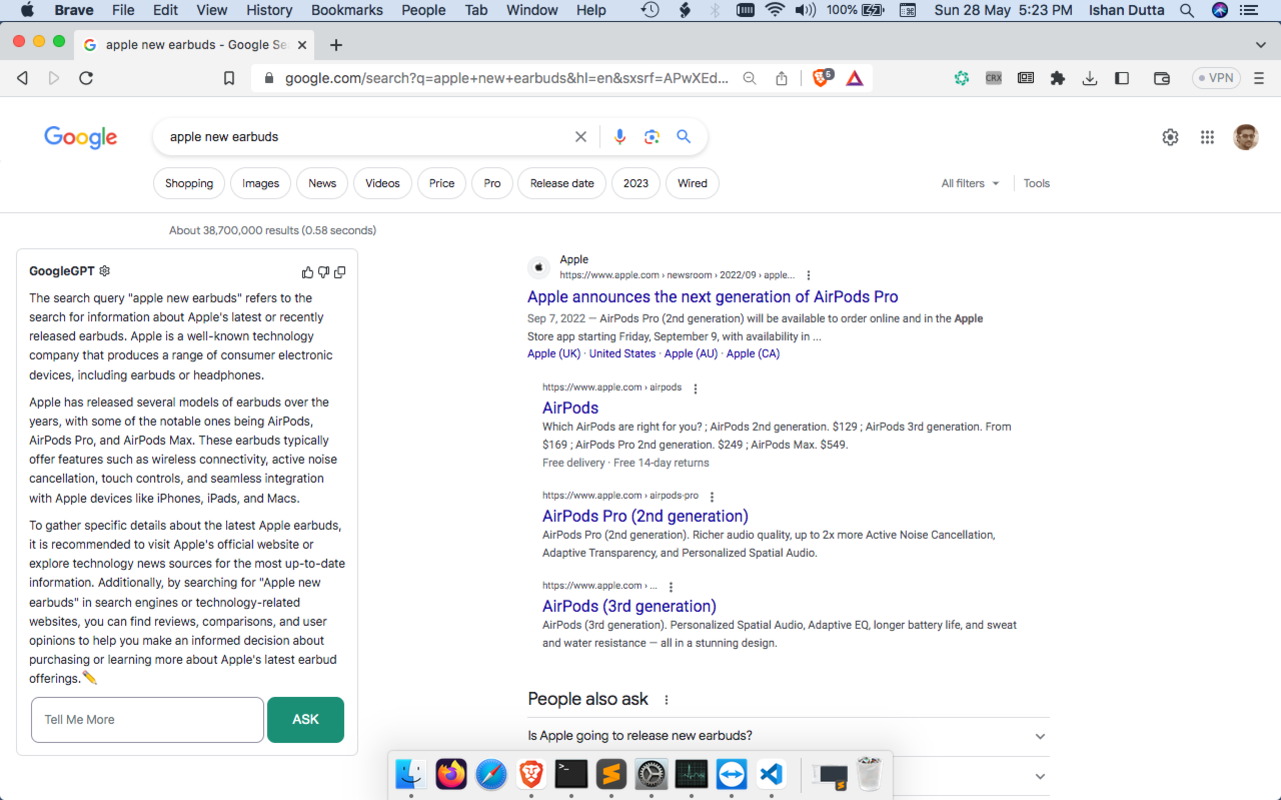 Brave File Edit View History Bookmarks People Tab Window Help 100% Sun 28 May 5:23 PM Ishan Dutta
apple new earbuds - Google Se
google.com/search?q=apple+new+earbuds&hl=en&sxsrf=APwXEd... 5 CRX VPN
Google
apple new earbuds
Shopping Images News Videos Price Pro Release date 2023 Wired All filters Tools
About 38,700,000 results (0.58 seconds)
GoogleGPT
The search query "apple new earbuds" refers to the
search for information about Apple's latest or recently
released earbuds. Apple is a well-known technology
company that produces a range of consumer electronic
devices, including earbuds or headphones.
Apple has released several models of earbuds over the
years, with some of the notable ones being AirPods,
AirPods Pro, and AirPods Max. These earbuds typically
offer features such as wireless connectivity, active noise
cancellation, touch controls, and seamless integration
with Apple devices like iPhones, iPads, and Macs.
To gather specific details about the latest Apple earbuds,
it is recommended to visit Apple's official website or
explore technology news sources for the most up-to-date
information. Additionally, by searching for "Apple new
earbuds" in search engines or technology-related
websites, you can find reviews, comparisons, and user
opinions to help you make an informed decision about
purchasing or learning more about Apple's latest earbud
offerings.✏️
Tell Me More
ASK
Apple
https://www.apple.com › newsroom › 2022/09 › apple...
Apple announces the next generation of AirPods Pro
Sep 7, 2022 — AirPods Pro (2nd generation) will be available to order online and in the Apple
Store app starting Friday, September 9, with availability in ...
Apple (UK) · United States · Apple (AU) · Apple (CA)
https://www.apple.com › airpods
AirPods
Which AirPods are right for you? ; AirPods 2nd generation. $129 ; AirPods 3rd generation. From
$169 ; AirPods Pro 2nd generation. $249 ; AirPods Max. $549.
Free delivery · Free 14-day returns
https://www.apple.com › airpods-pro
AirPods Pro (2nd generation)
AirPods Pro (2nd generation). Richer audio quality, up to 2x more Active Noise Cancellation,
Adaptive Transparency, and Personalized Spatial Audio.
https://www.apple.com › ...
AirPods (3rd generation)
AirPods (3rd generation). Personalized Spatial Audio, Adaptive EQ, longer battery life, and sweat
and water resistance — all in a stunning design.
People also ask
Is Apple going to release new earbuds?